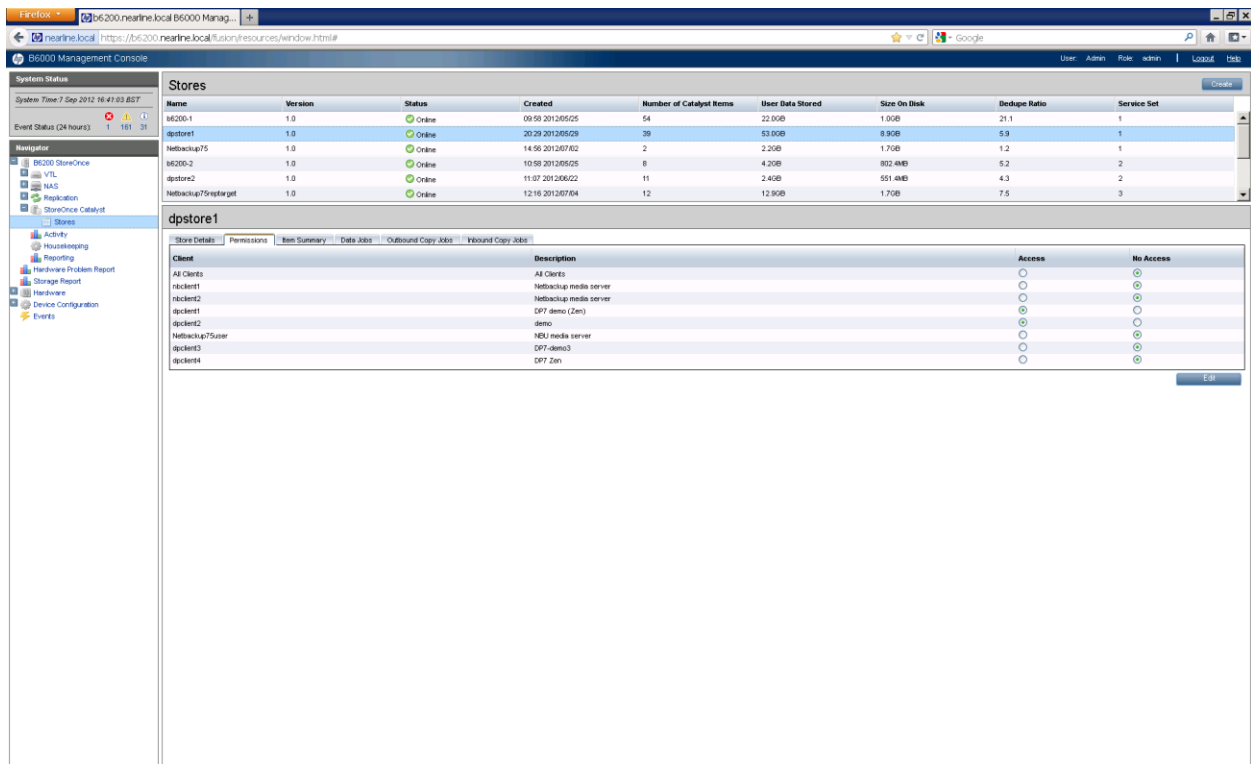 Firefox
b6200.nearline.local B6000 Manag... +
nearline.local https://b6200.nearline.local/fusion/resources/window.html# Google
B6000 Management Console User: Admin Role: admin | Logout Help
System Status
System Time:7 Sep 2012 16:41:03 BST
Event Status (24 hours): 1 161 31
Navigator
B6200 StoreOnce
VTL
NAS
Replication
StoreOnce Catalyst
Stores
Activity
Housekeeping
Reporting
Hardware Problem Report
Storage Report
Hardware
Device Configuration
Events
Stores Create
Name Version Status Created Number of Catalyst Items User Data Stored Size On Disk Dedupe Ratio Service Set
b6200-1 1.0 Online 09:58 2012/05/25 54 22.0GB 1.0GB 21.1 1
dpstore1 1.0 Online 20:29 2012/05/29 39 53.0GB 8.9GB 5.9 1
Netbackup75 1.0 Online 14:56 2012/07/02 2 2.2GB 1.7GB 1.2 1
b6200-2 1.0 Online 10:58 2012/05/25 8 4.2GB 802.4MB 5.2 2
dpstore2 1.0 Online 11:07 2012/06/22 11 2.4GB 551.4MB 4.3 2
Netbackup75reptarget 1.0 Online 12:16 2012/07/04 12 12.9GB 1.7GB 7.5 3
dpstore1
Store Details Permissions Item Summary Data Jobs Outbound Copy Jobs Inbound Copy Jobs
Client Description Access No Access
All Clients All Clients
nbclient1 Netbackup media server
nbclient2 Netbackup media server
dpclient1 DP7 demo (Zen)
dpclient2 demo
Netbackup75user NBU media server
dpclient3 DP7-demo3
dpclient4 DP7 Zen
Edit